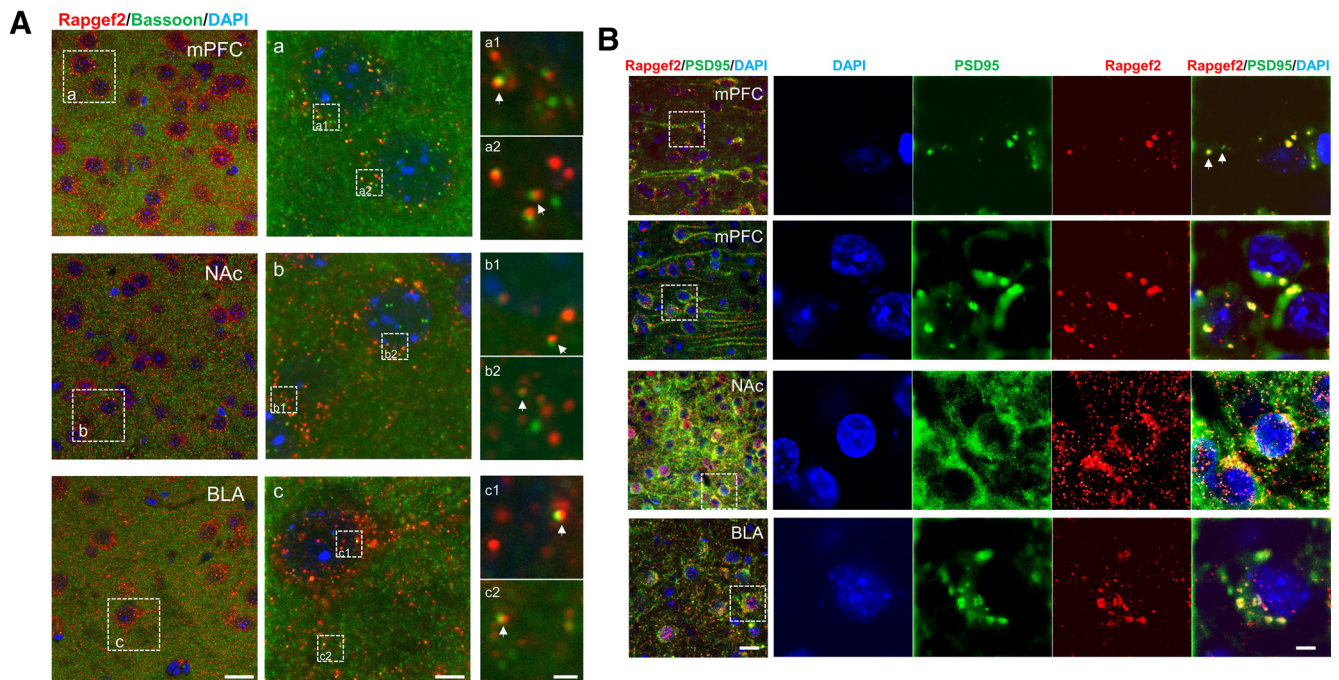 A
Rapgef2/Bassoon/DAPI
mPFC
a
a
a1
a2
a1
a2
NAc
b
b
b1
b2
b1
b2
BLA
c
c
c1
c2
c1
c2
B
Rapgef2/PSD95/DAPI
DAPI
PSD95
Rapgef2
Rapgef2/PSD95/DAPI
mPFC
mPFC
NAc
BLA